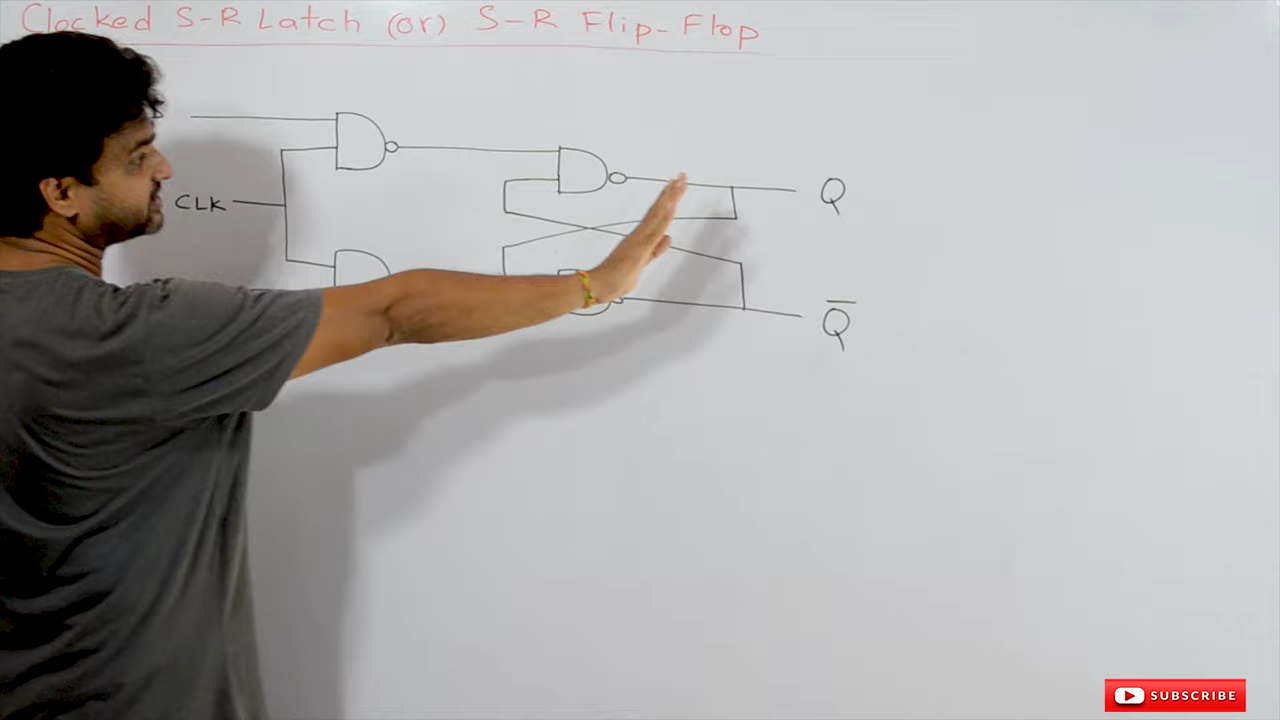 Clocked S-R Latch (or) S-R Flip-Flop
CLK
Q
Q̅
SUBSCRIBE